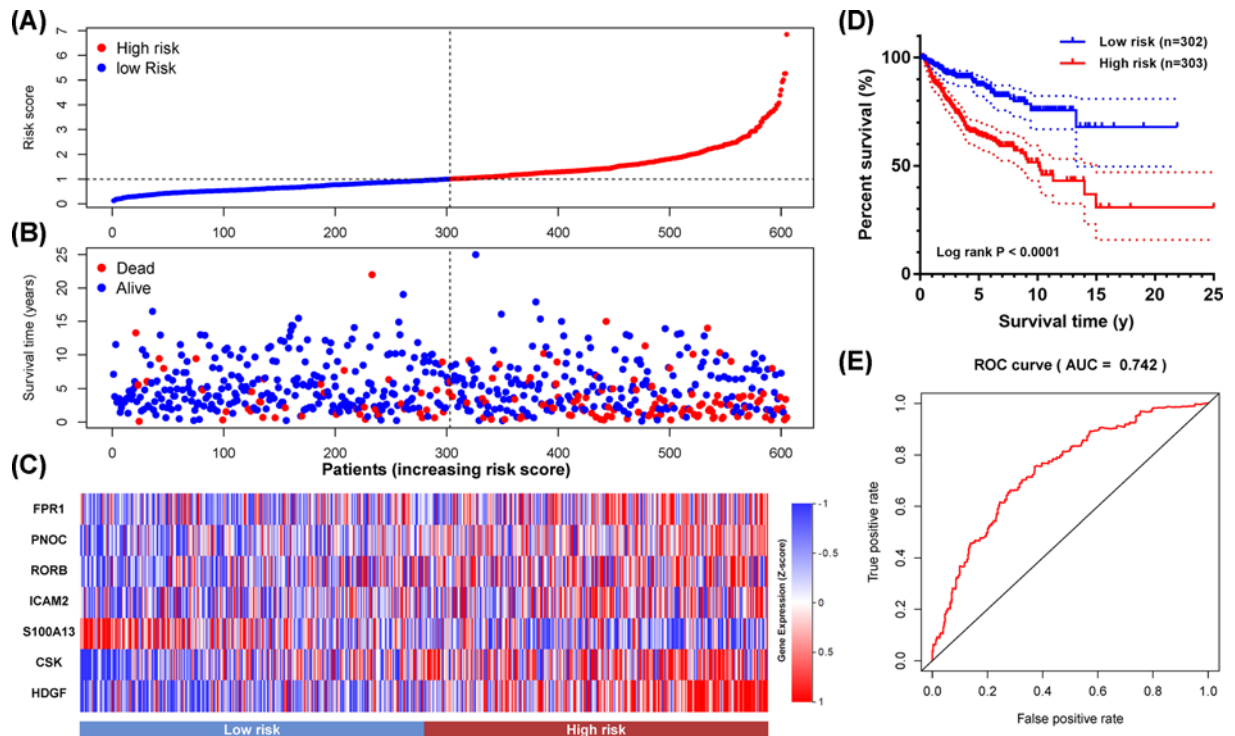 (A)
7
6
5
4
3
2
1
0
Risk score
High risk
low Risk
0 100 200 300 400 500 600
(B)
25
20
15
10
5
0
Survival time (years)
Dead
Alive
0 100 200 300 400 500 600
Patients (increasing risk score)
(C)
FPR1
PNOC
RORB
ICAM2
S100A13
CSK
HDGF
Low risk
High risk
- 1
- -0.5
- 0
- 0.5
1
Gene Expression (Z-score)
(D)
Low risk (n=302)
High risk (n=303)
100
50
0
Percent survival (%)
Log rank P < 0.0001
0 5 10 15 20 25
Survival time (y)
(E)
ROC curve ( AUC = 0.742 )
1.0
0.8
0.6
0.4
0.2
0.0
True positive rate
0.0 0.2 0.4 0.6 0.8 1.0
False positive rate